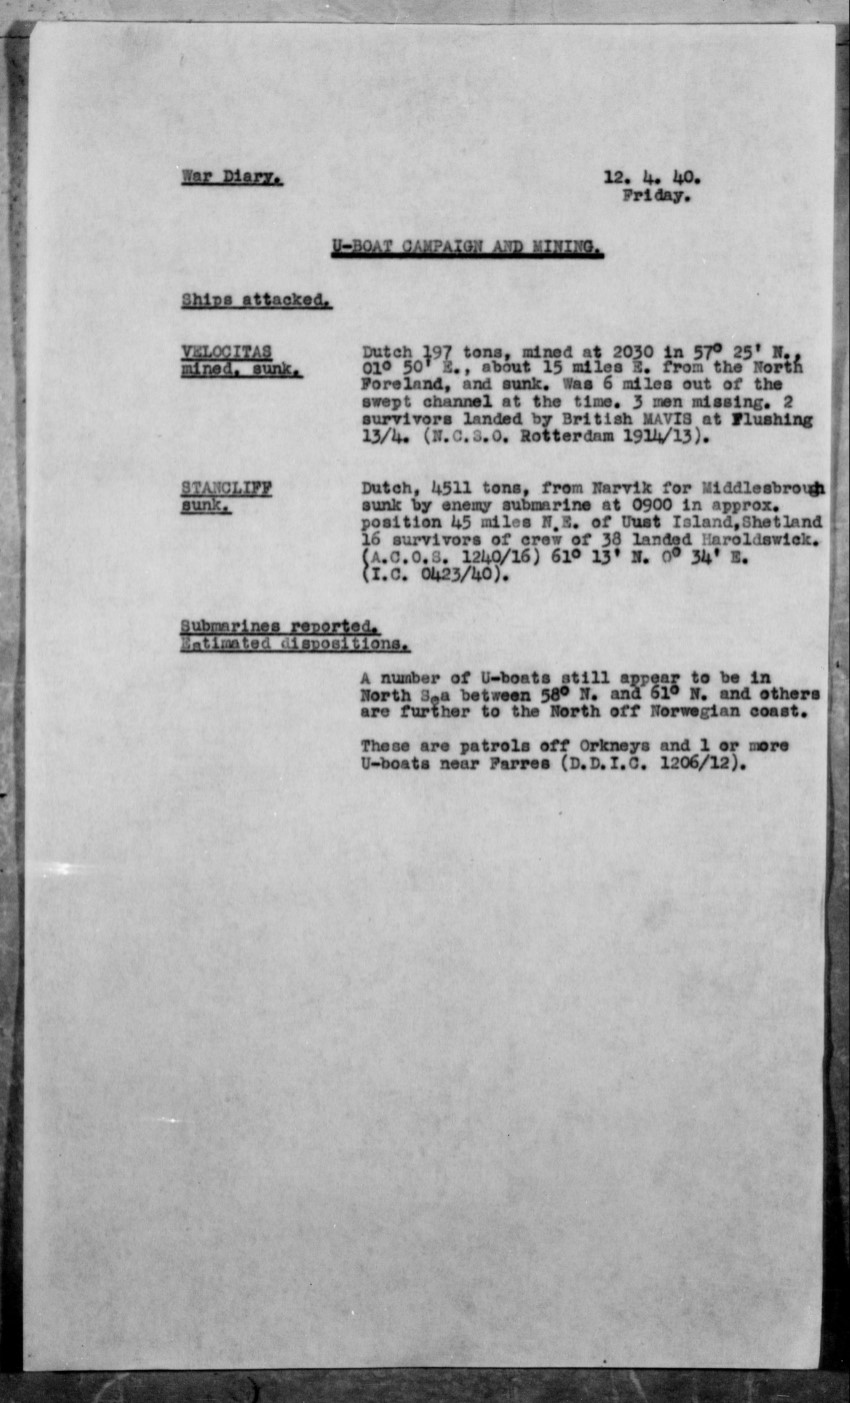 War Diary.
12. 4. 40.
Friday.
U-BOAT CAMPAIGN AND MINING.
Ships attacked.
VELOCITAS
mined, sunk.
Dutch 197 tons, mined at 2030 in 57° 25' N.,
01° 50' E., about 15 miles E. from the North
Foreland, and sunk. Was 6 miles out of the
swept channel at the time. 3 men missing. 2
survivors landed by British MAVIS at Flushing
13/4. (N.C.S.O. Rotterdam 1914/13).
STANCLIFF
sunk.
Dutch, 4511 tons, from Narvik for Middlesbrough
sunk by enemy submarine at 0900 in approx.
position 45 miles N.E. of Uust Island,Shetland
16 survivors of crew of 38 landed Haroldswick.
(A.C.O.S. 1240/16) 61° 13' N. 0° 34' E.
(I.C. 0423/40).
Submarines reported.
Estimated dispositions.
A number of U-boats still appear to be in
North Sea between 58° N. and 61° N. and others
are further to the North off Norwegian coast.
These are patrols off Orkneys and 1 or more
U-boats near Farres (D.D.I.C. 1206/12).